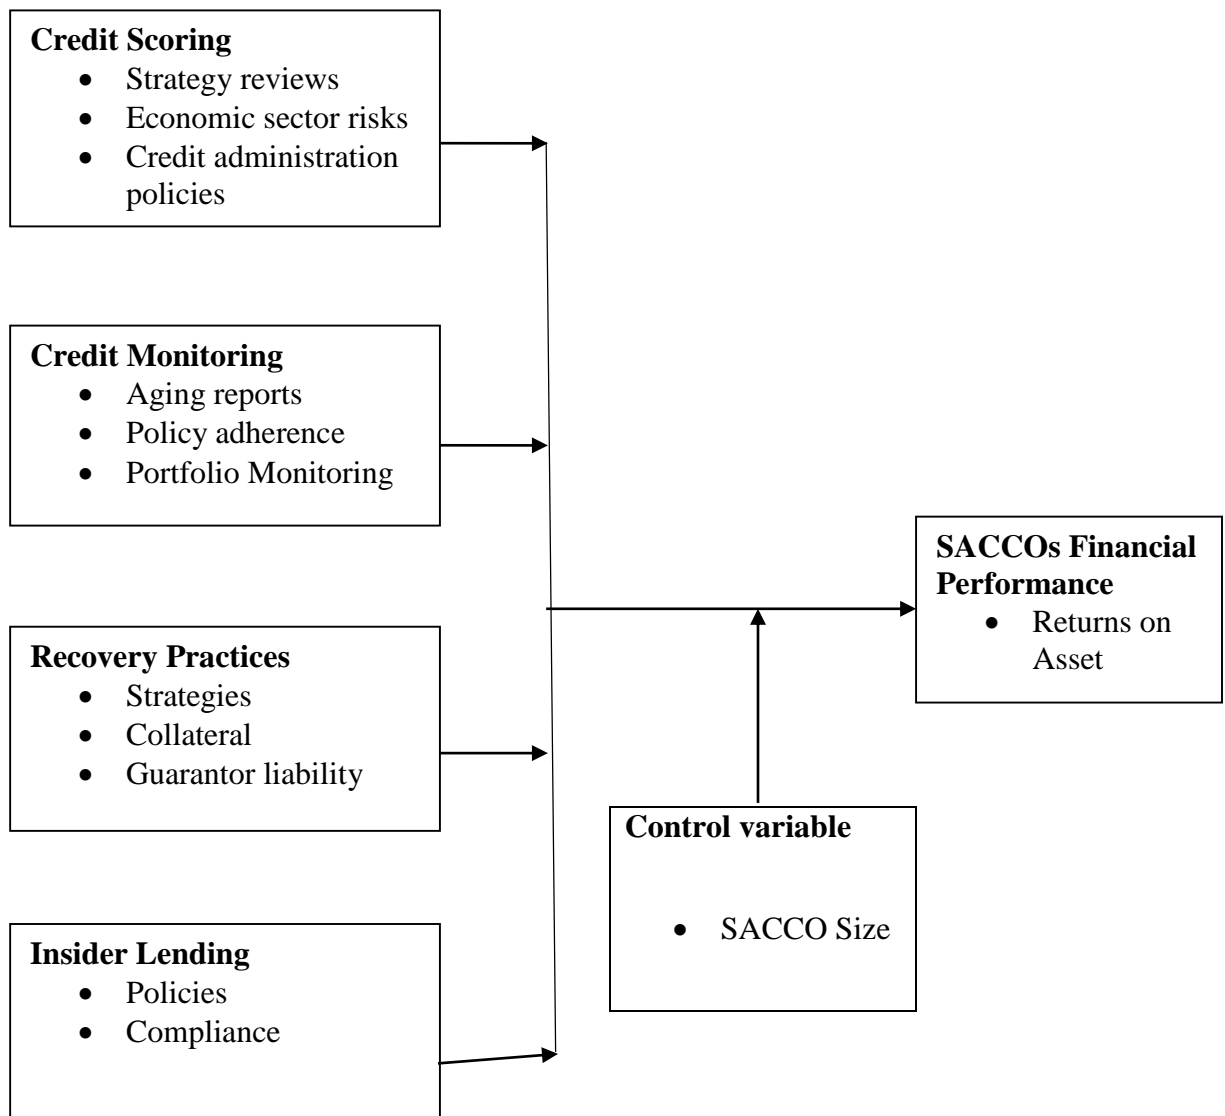 Credit Scoring
• Strategy reviews
• Economic sector risks
• Credit administration
policies
Credit Monitoring
• Aging reports
• Policy adherence
• Portfolio Monitoring
SACCOs Financial
Performance
• Returns on
Asset
Recovery Practices
• Strategies
• Collateral
• Guarantor liability
Control variable
• SACCO Size
Insider Lending
• Policies
• Compliance